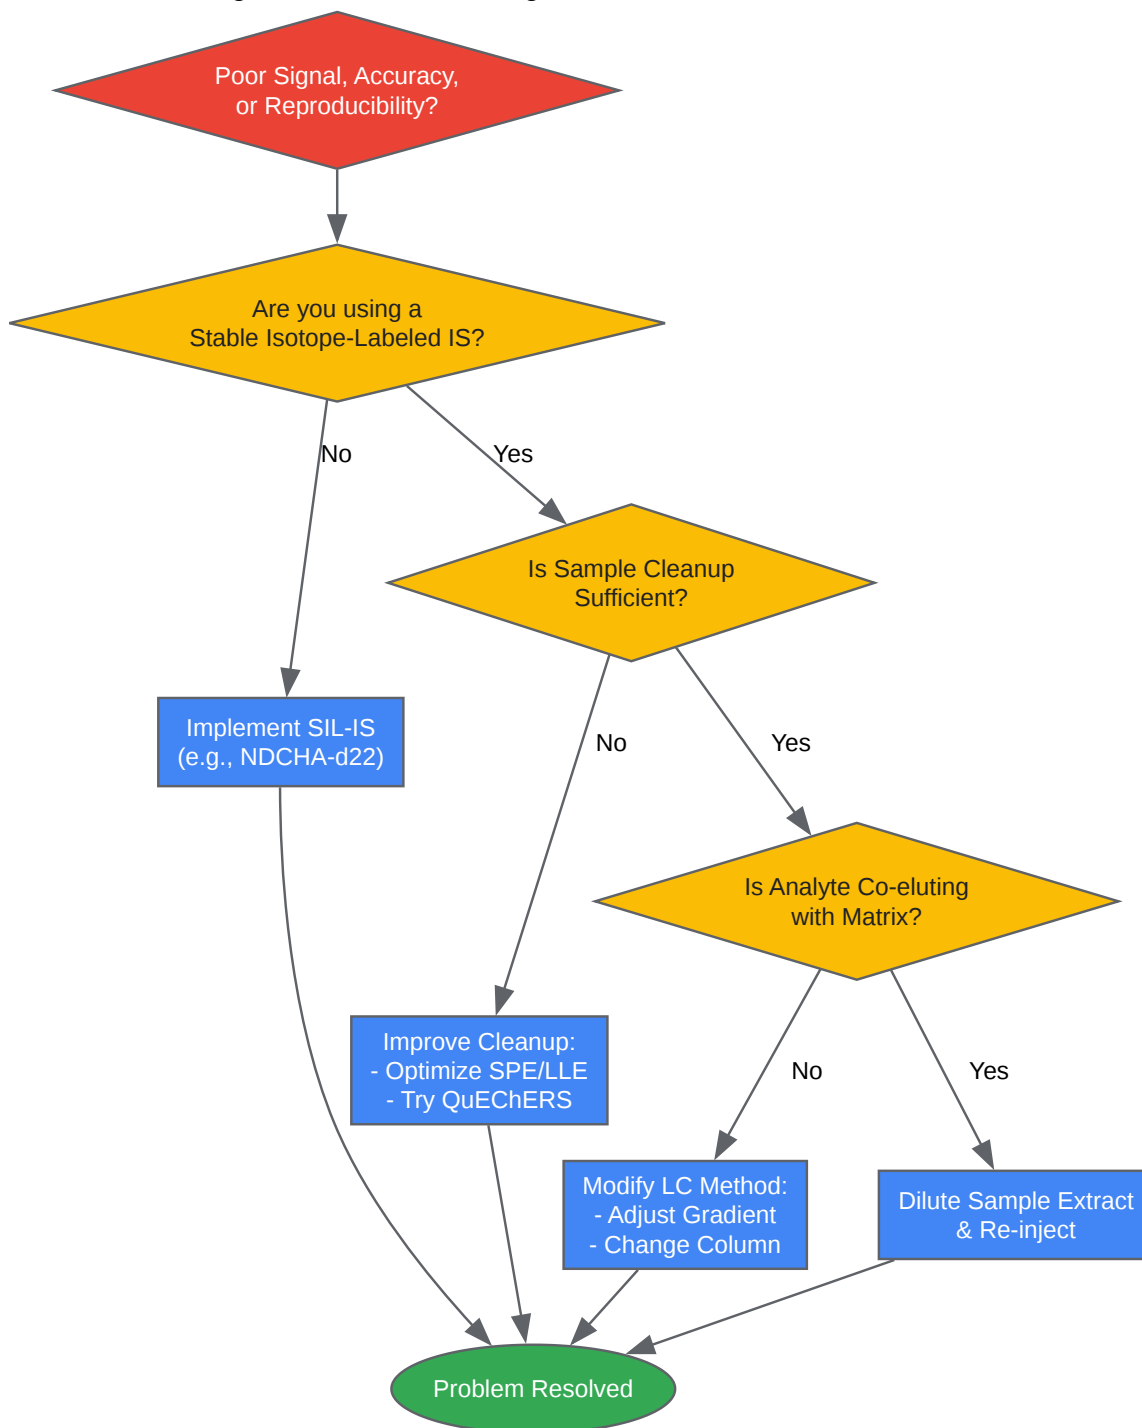 Poor Signal, Accuracy,
or Reproducibility?
Are you using a
Stable Isotope-Labeled IS?
No
Yes
Is Sample Cleanup
Sufficient?
Implement SIL-IS
(e.g., NDCHA-d22)
No
Yes
Is Analyte Co-eluting
with Matrix?
Improve Cleanup:
- Optimize SPE/LLE
- Try QuEChERS
No
Yes
Modify LC Method:
- Adjust Gradient
- Change Column
Dilute Sample Extract
& Re-inject
Problem Resolved